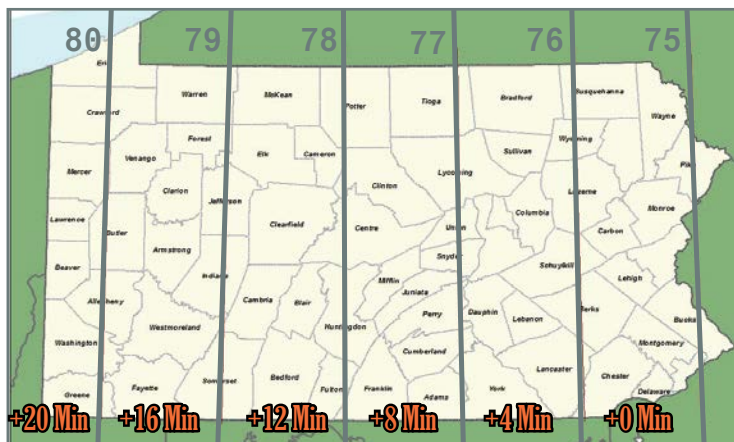 80 79 78 77 76 75
Erie
Warren McKean Potter Tioga Bradford Susquehanna
Crawford Wayne
Forest Wyoming
Venango Elk Cameron Sullivan Pike
Mercer Clarion Clinton Lycoming Luzerne
Jefferson Columbia Monroe
Lawrence Butler Clearfield Centre Union Carbon
Armstrong Snyder
Beaver Indiana Schuylkill Lehigh
Allegheny Cambria Blair Mifflin Juniata
Westmoreland Huntingdon Perry Dauphin Lebanon Berks Bucks
Washington Cumberland Montgomery
Greene Fayette Somerset Bedford Fulton Franklin Adams York Lancaster Chester Delaware
+20 Min +16 Min +12 Min +8 Min +4 Min +0 Min